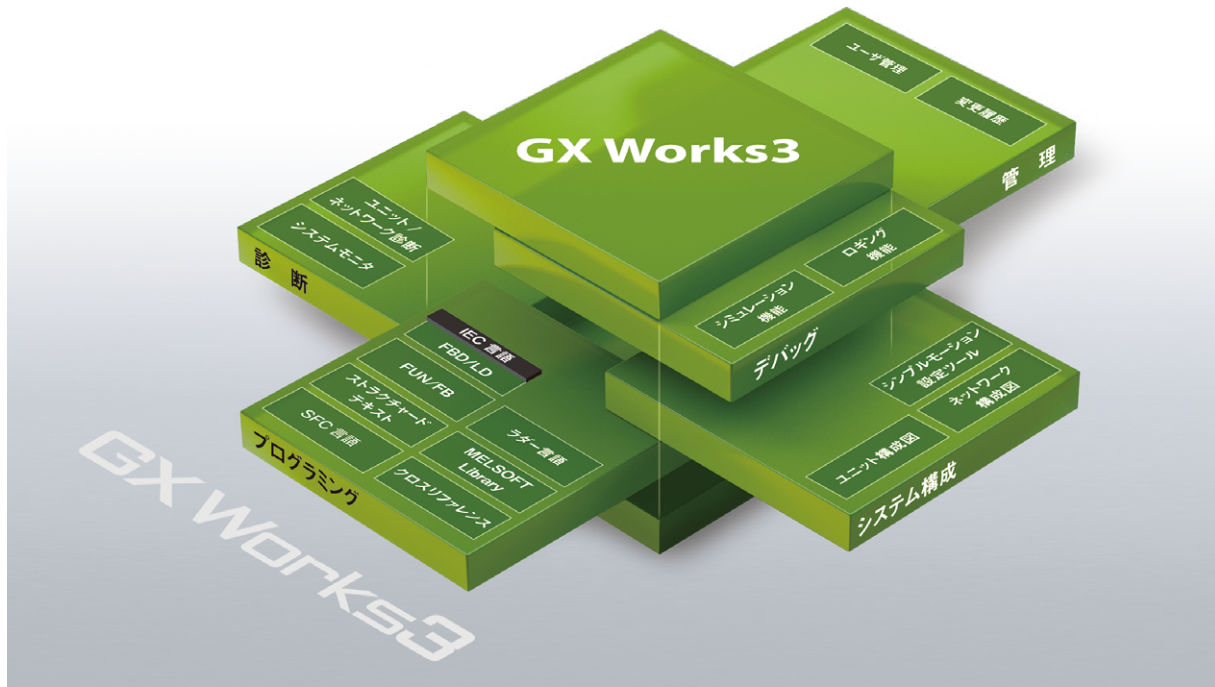 GX Works3
ユーザ管理
変更履歴
管 理
ユニット/
ネットワーク診断
システムモニタ
診 断
ロギング
機能
シミュレーション
機能
デバッグ
IEC 言語
FBD/LD
FUN/FB
ストラクチャード
テキスト
SFC 言語
ラダー言語
MELSOFT
Library
クロスリファレンス
プログラミング
シンプルモーション
設定ツール
ネットワーク
構成図
ユニット構成図
システム構成
GX Works3